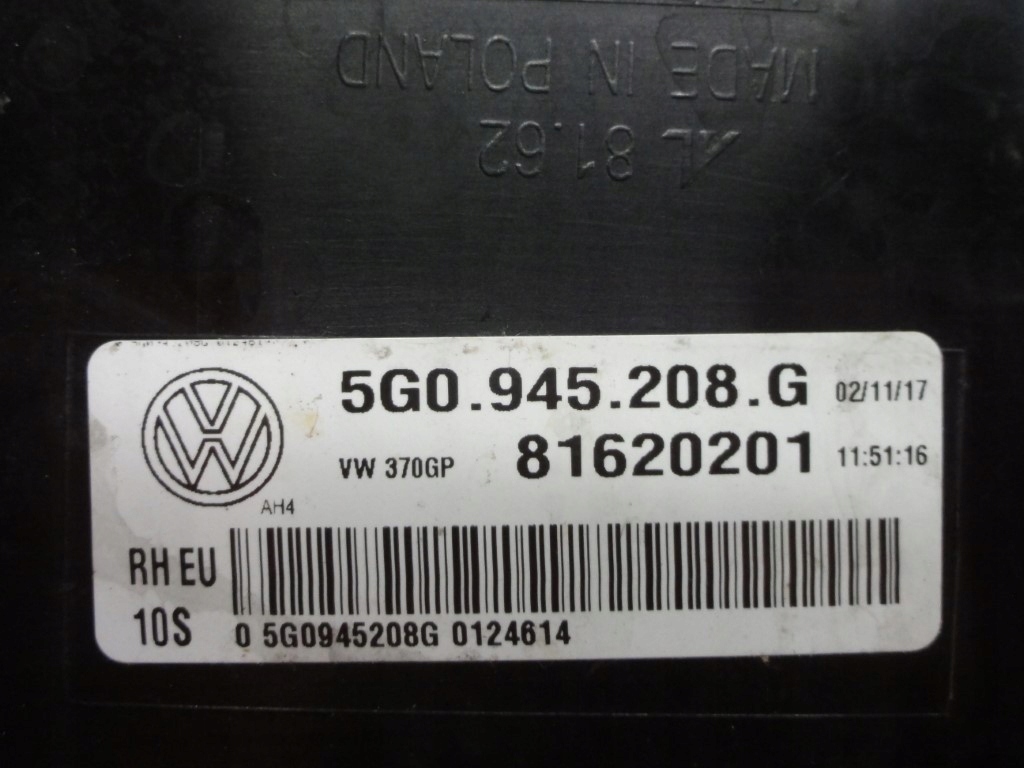 MADE IN POLAND
AL 81.62
5G0.945.208.G 02/11/17
VW 370GP 81620201 11:51:16
AH4
RH EU
10S
0 5G0945208G 0124614